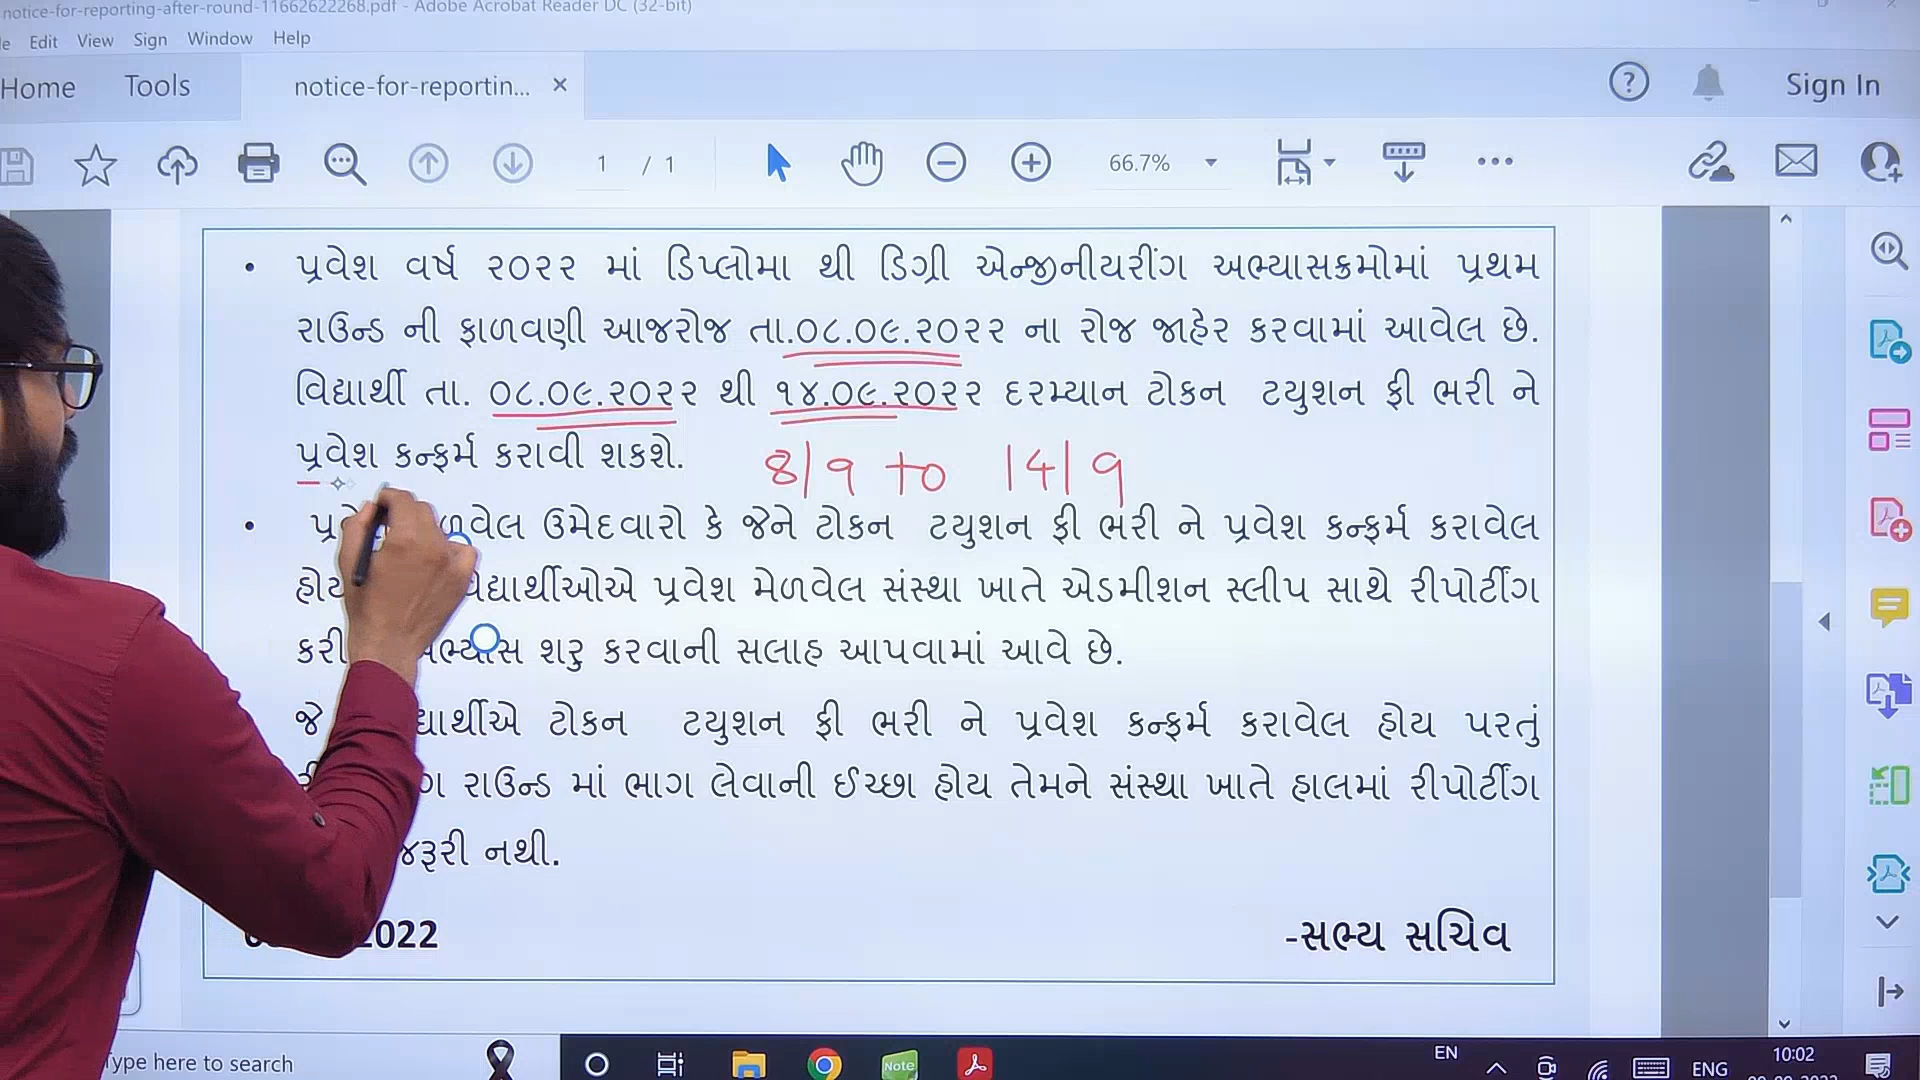 notice-for-reporting-after-round-11662622268.pdf - Adobe Acrobat Reader DC (32-bit)
Edit View Sign Window Help
Home Tools notice-for-reportin... × ? Sign In
1 / 1 66.7%
• પ્રવેશ વર્ષ ૨૦૨૨ માં ડિપ્લોમા થી ડિગ્રી એન્જીનીયરીંગ અભ્યાસક્રમોમાં પ્રથમ
રાઉન્ડ ની ફાળવણી આજરોજ તા.૦૮.૦૯.૨૦૨૨ ના રોજ જાહેર કરવામાં આવેલ છે.
વિદ્યાર્થી તા. ૦૮.૦૯.૨૦૨૨ થી ૧૪.૦૯.૨૦૨૨ દરમ્યાન ટોકન ટયુશન ફી ભરી ને
પ્રવેશ કન્ફર્મ કરાવી શકશે.
8/9 to 14/9
• ઉમેદવારો કે જેને ટોકન ટયુશન ફી ભરી ને પ્રવેશ કન્ફર્મ કરાવેલ
પ્રવેશ મેળવેલ સંસ્થા ખાતે એડમીશન સ્લીપ સાથે રીપોર્ટીંગ
કરી શરુ કરવાની સલાહ આપવામાં આવે છે.
જે ટોકન ટયુશન ફી ભરી ને પ્રવેશ કન્ફર્મ કરાવેલ હોય પરતું
રાઉન્ડ માં ભાગ લેવાની ઈચ્છા હોય તેમને સંસ્થા ખાતે હાલમાં રીપોર્ટીંગ
જરૂરી નથી.
2022 -સભ્ય સચિવ
Type here to search Note EN ENG 10:02